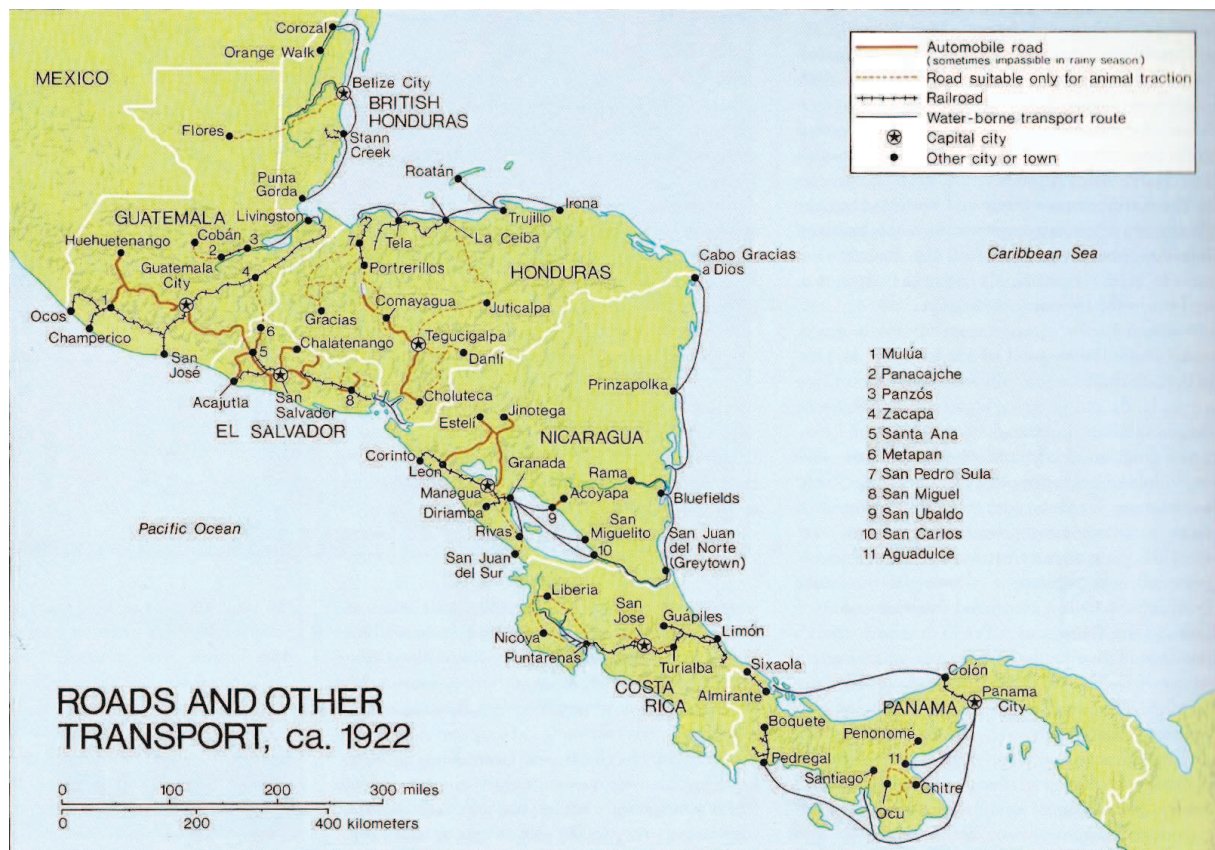 Corozal
Orange Walk
MEXICO
Belize City
BRITISH
HONDURAS
Flores
Stann
Creek
Punta
Gorda
Roatán
GUATEMALA
Livingston
Irona
Trujillo
Huehuetenango
Cobán
2
3
7
Tela
La Ceiba
Guatemala
City
4
Portrerillos
HONDURAS
Cabo Gracias
a Dios
Caribbean Sea
Ocos
1
Comayagua
Juticalpa
Champerico
Gracias
6
Tegucigalpa
Chalatenango
San
José
5
Danlí
Acajutla
San
Salvador
8
Choluteca
Prinzapolka
EL SALVADOR
Estelí
Jinotega
NICARAGUA
Corinto
León
Granada
Rama
Managua
Acoyapa
Bluefields
Diriamba
9
San
Miguelito
Rivas
10
San Juan
del Norte
(Greytown)
San Juan
del Sur
Pacific Ocean
Liberia
San
Jose
Guápiles
Limón
Nicoya
Puntarenas
Turialba
Sixaola
Colón
COSTA
RICA
Almirante
Panama
City
PANAMA
Boquete
Penonomé
Pedregal
11
Santiago
Chitre
Ocu
Automobile road
(sometimes impassible in rainy season)
Road suitable only for animal traction
Railroad
Water-borne transport route
Capital city
Other city or town
1 Mulúa
2 Panacajche
3 Panzós
4 Zacapa
5 Santa Ana
6 Metapan
7 San Pedro Sula
8 San Miguel
9 San Ubaldo
10 San Carlos
11 Aguadulce
ROADS AND OTHER
TRANSPORT, ca. 1922
0 100 200 300 miles
0 200 400 kilometers